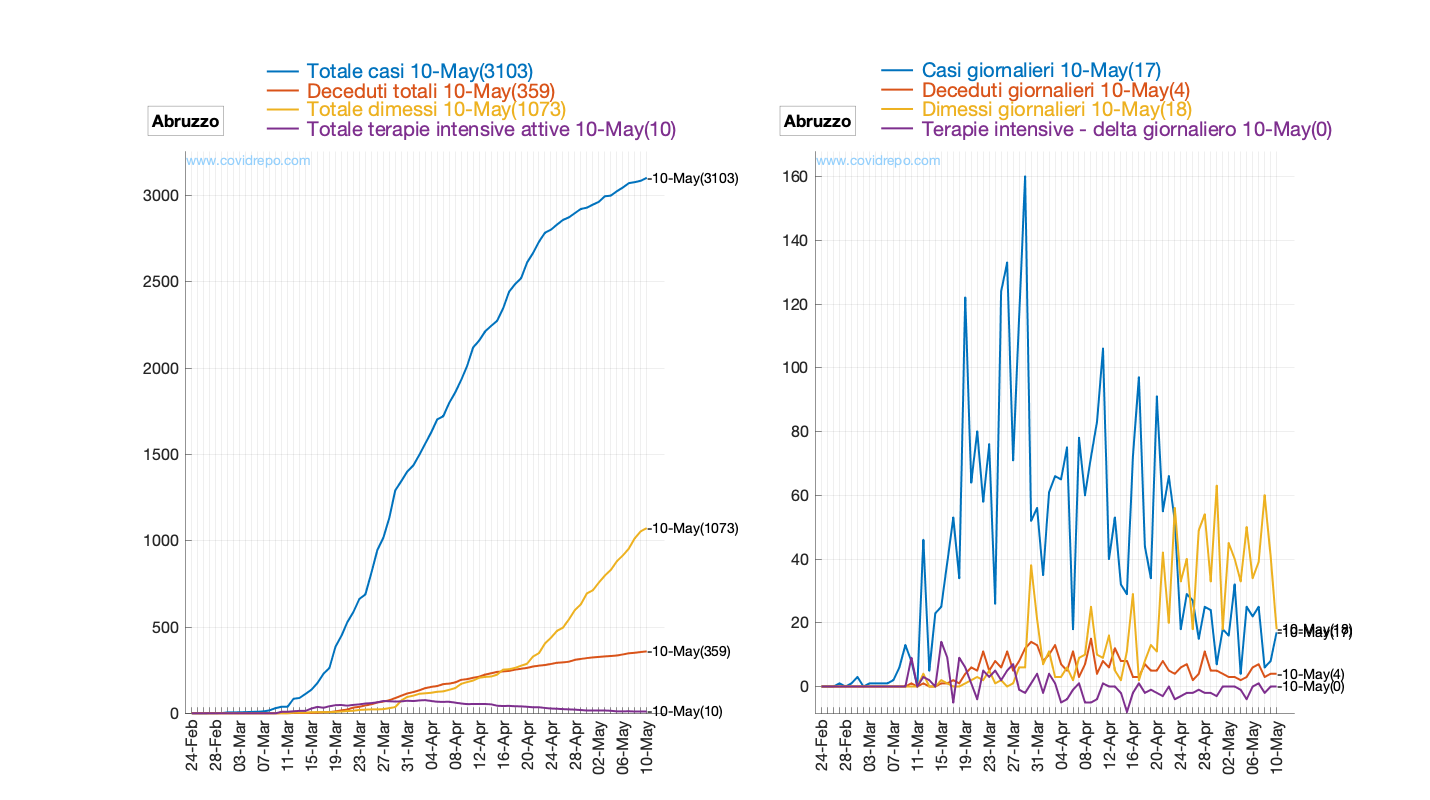 Totale casi 10-May(3103)
Deceduti totali 10-May(359)
Totale dimessi 10-May(1073)
Totale terapie intensive attive 10-May(10)
Abruzzo
www.covidrepo.com
3000
2500
2000
1500
1000
500
0
-10-May(3103)
-10-May(1073)
-10-May(359)
-10-May(10)
24-Feb
28-Feb
03-Mar
07-Mar
11-Mar
15-Mar
19-Mar
23-Mar
27-Mar
31-Mar
04-Apr
08-Apr
12-Apr
16-Apr
20-Apr
24-Apr
28-Apr
02-May
06-May
10-May
Casi giornalieri 10-May(17)
Deceduti giornalieri 10-May(4)
Dimessi giornalieri 10-May(18)
Terapie intensive - delta giornaliero 10-May(0)
Abruzzo
www.covidrepo.com
160
140
120
100
80
60
40
20
0
-10-May(18)
-10-May(17)
-10-May(4)
-10-May(0)
24-Feb
28-Feb
03-Mar
07-Mar
11-Mar
15-Mar
19-Mar
23-Mar
27-Mar
31-Mar
04-Apr
08-Apr
12-Apr
16-Apr
20-Apr
24-Apr
28-Apr
02-May
06-May
10-May